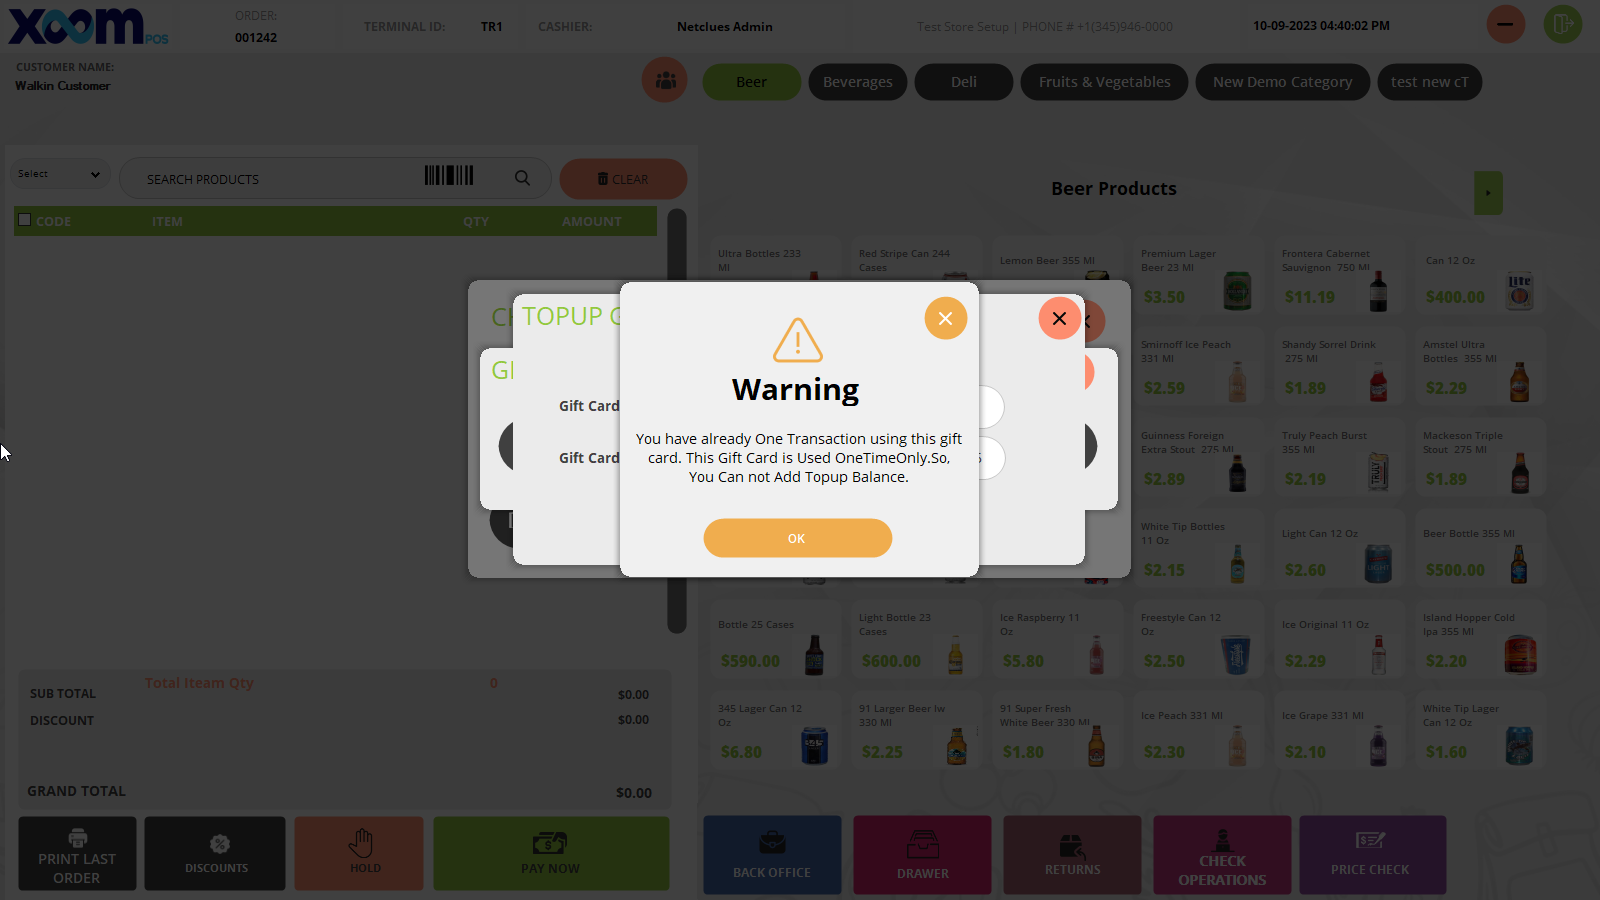 xoom POS
ORDER:
001242
TERMINAL ID: TR1
CASHIER: Netclues Admin
Test Store Setup | PHONE # +1(345)946-0000
10-09-2023 04:40:02 PM
CUSTOMER NAME:
Walkin Customer
Beer
Beverages
Deli
Fruits & Vegetables
New Demo Category
test new cT
Select
SEARCH PRODUCTS
CLEAR
CODE ITEM QTY AMOUNT
Beer Products
Ultra Bottles 233
Ml
Red Stripe Can 244
Cases
Lemon Beer 355 Ml
Premium Lager
Beer 23 Ml
$3.50
Frontera Cabernet
Sauvignon 750 Ml
$11.19
Can 12 Oz
$400.00
Smirnoff Ice Peach
331 Ml
$2.59
Shandy Sorrel Drink
275 Ml
$1.89
Amstel Ultra
Bottles 355 Ml
$2.29
Guinness Foreign
Extra Stout 275 Ml
$2.89
Truly Peach Burst
355 Ml
$2.19
Mackeson Triple
Stout 275 Ml
$1.89
White Tip Bottles
11 Oz
$2.15
Light Can 12 Oz
$2.60
Beer Bottle 355 Ml
$500.00
Bottle 25 Cases
$590.00
Light Bottle 23
Cases
$600.00
Ice Raspberry 11
Oz
$5.80
Freestyle Can 12
Oz
$2.50
Ice Original 11 Oz
$2.29
Island Hopper Cold
Ipa 355 Ml
$2.20
345 Lager Can 12
Oz
$6.80
91 Larger Beer Iw
330 Ml
$2.25
91 Super Fresh
White Beer 330 Ml
$1.80
Ice Peach 331 Ml
$2.30
Ice Grape 331 Ml
$2.10
White Tip Lager
Can 12 Oz
$1.60
TOPUP G
GI
Gift Card
Gift Card
Warning
You have already One Transaction using this gift
card. This Gift Card is Used OneTimeOnly.So,
You Can not Add Topup Balance.
OK
Total Iteam Qty 0
SUB TOTAL $0.00
DISCOUNT $0.00
GRAND TOTAL $0.00
PRINT LAST
ORDER
DISCOUNTS
HOLD
PAY NOW
BACK OFFICE
DRAWER
RETURNS
CHECK
OPERATIONS
PRICE CHECK